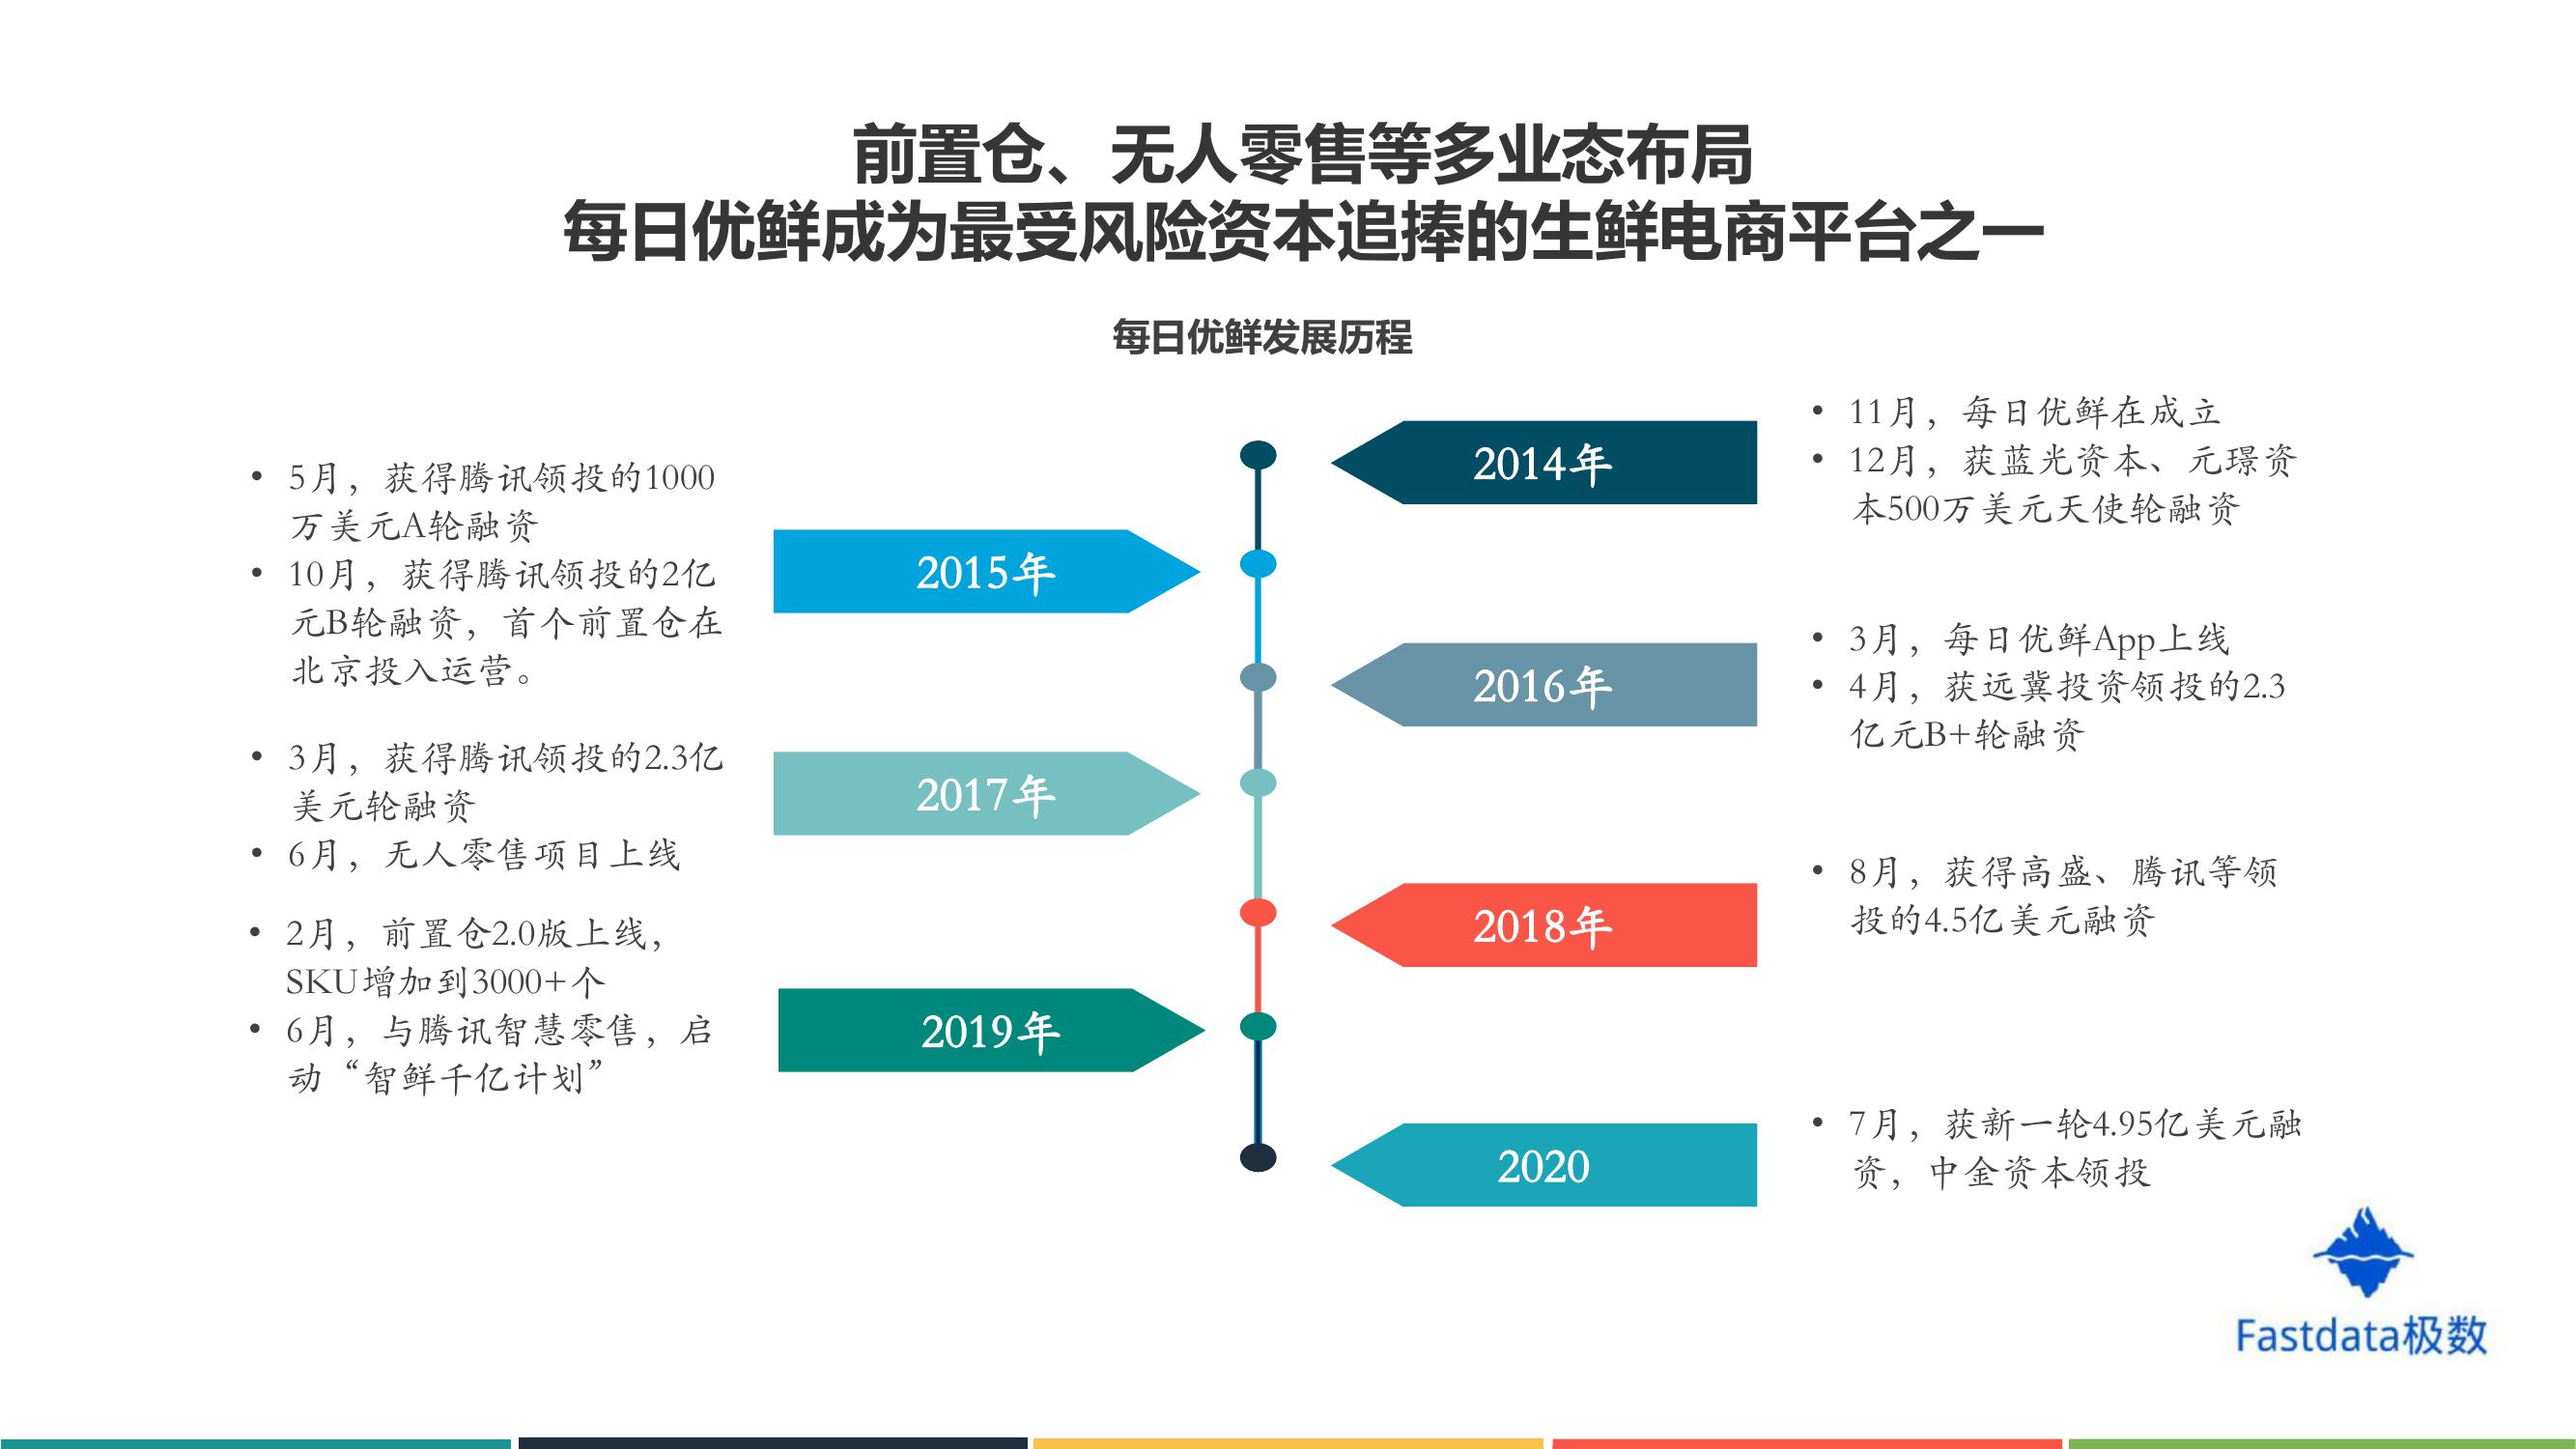 前置仓、无人零售等多业态布局
每日优鲜成为最受风险资本追捧的生鲜电商平台之一
每日优鲜发展历程
2014年
• 11月，每日优鲜在成立
• 12月，获蓝光资本、元璟资
本500万美元天使轮融资
• 5月，获得腾讯领投的1000
万美元A轮融资
• 10月，获得腾讯领投的2亿
元B轮融资，首个前置仓在
北京投入运营。
2015年
2016年
• 3月，每日优鲜App上线
• 4月，获远冀投资领投的2.3
亿元B+轮融资
• 3月，获得腾讯领投的2.3亿
美元轮融资
• 6月，无人零售项目上线
2017年
2018年
• 8月，获得高盛、腾讯等领
投的4.5亿美元融资
• 2月，前置仓2.0版上线，
SKU增加到3000+个
• 6月，与腾讯智慧零售，启
动“智鲜千亿计划”
2019年
2020
• 7月，获新一轮4.95亿美元融
资，中金资本领投
Fastdata极数